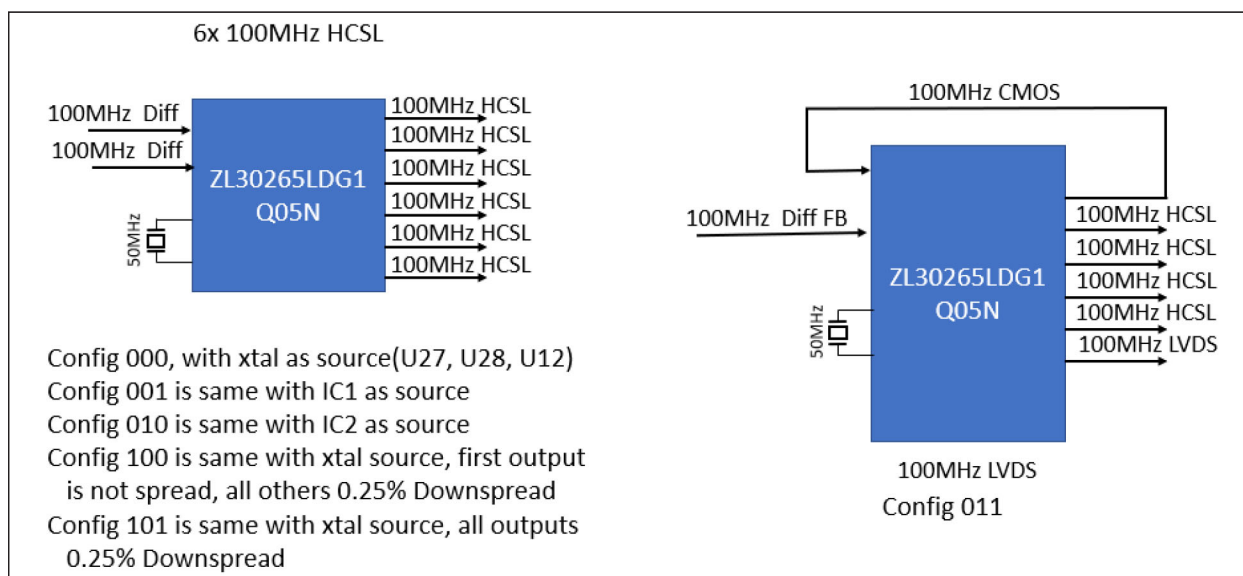 6x 100MHz HCSL
100MHz Diff
100MHz Diff
50MHz
ZL30265LDG1
Q05N
100MHz HCSL
100MHz HCSL
100MHz HCSL
100MHz HCSL
100MHz HCSL
100MHz HCSL
Config 000, with xtal as source(U27, U28, U12)
Config 001 is same with IC1 as source
Config 010 is same with IC2 as source
Config 100 is same with xtal source, first output
is not spread, all others 0.25% Downspread
Config 101 is same with xtal source, all outputs
0.25% Downspread
100MHz CMOS
100MHz Diff FB
50MHz
ZL30265LDG1
Q05N
100MHz HCSL
100MHz HCSL
100MHz HCSL
100MHz HCSL
100MHz LVDS
100MHz LVDS
Config 011